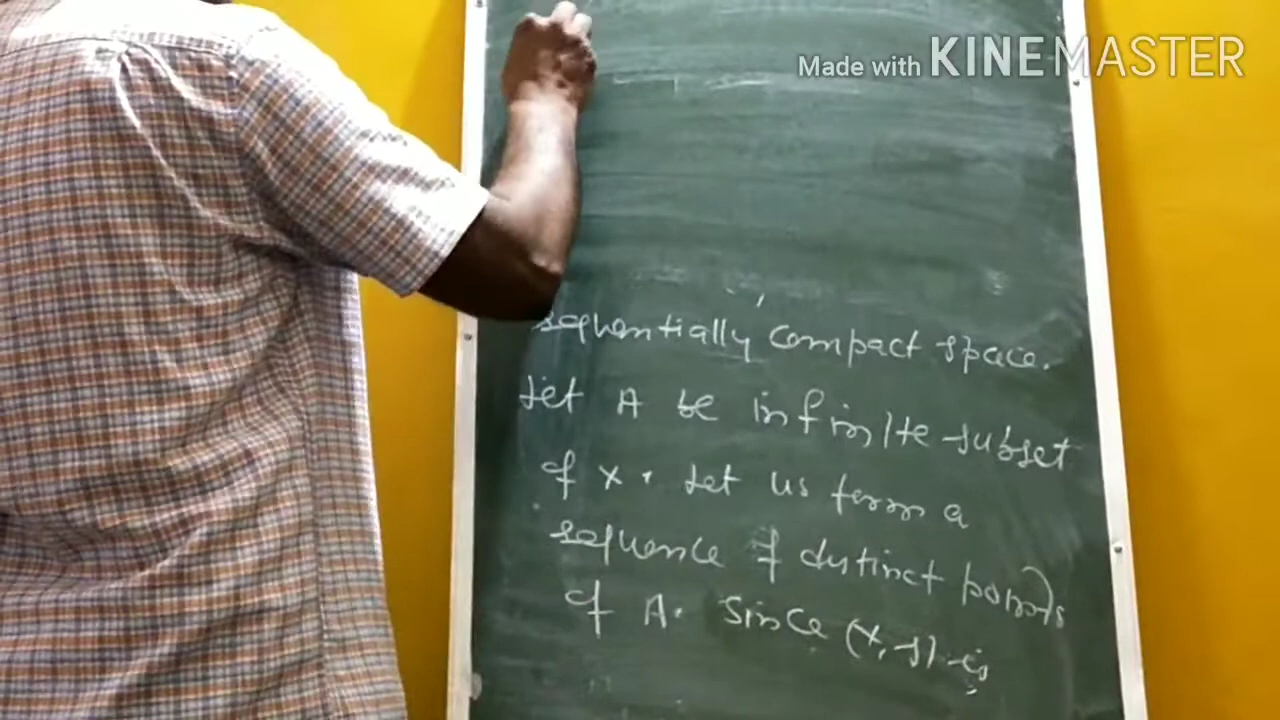 Made with KINEMASTER
sequentially compact space.
Let A be infinite subset
of X. Let us form a
sequence of distinct points
of A. Since (X, J) is